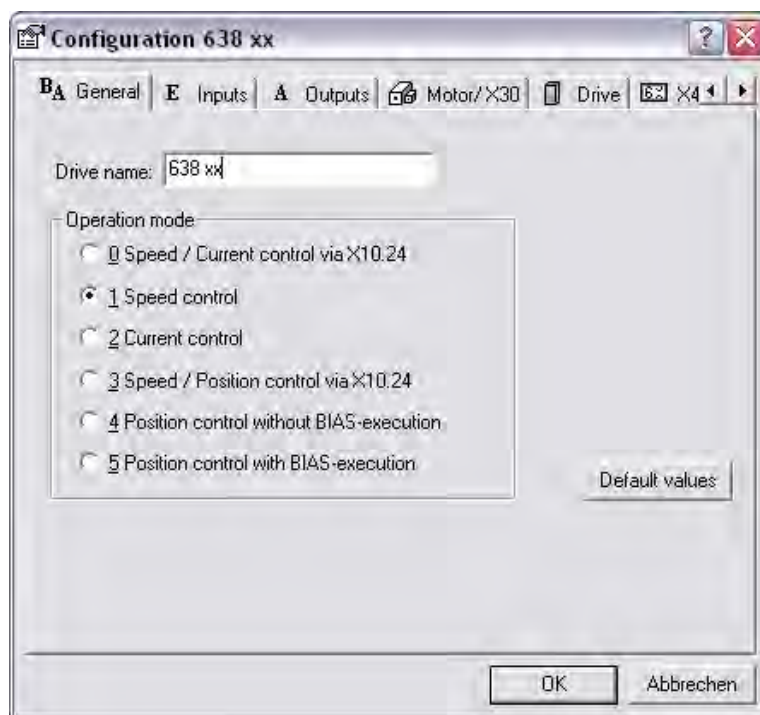 Configuration 638 xx
BA General E Inputs A Outputs Motor/X30 Drive X4
Drive name: 638 xx
Operation mode
0 Speed / Current control via X10.24
1 Speed control
2 Current control
3 Speed / Position control via X10.24
4 Position control without BIAS-execution
5 Position control with BIAS-execution
Default values
OK Abbrechen